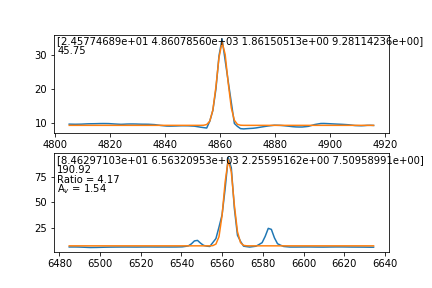 [2.45774689e+01 4.86078560e+03 1.86150513e+00 9.28114236e+00]
45.75
30
20
10
4800 4820 4840 4860 4880 4900 4920
[8.46297103e+01 6.56320953e+03 2.25595162e+00 7.50958991e+00]
190.92
Ratio = 4.17
Aν = 1.54
75
50
25
6480 6500 6520 6540 6560 6580 6600 6620 6640